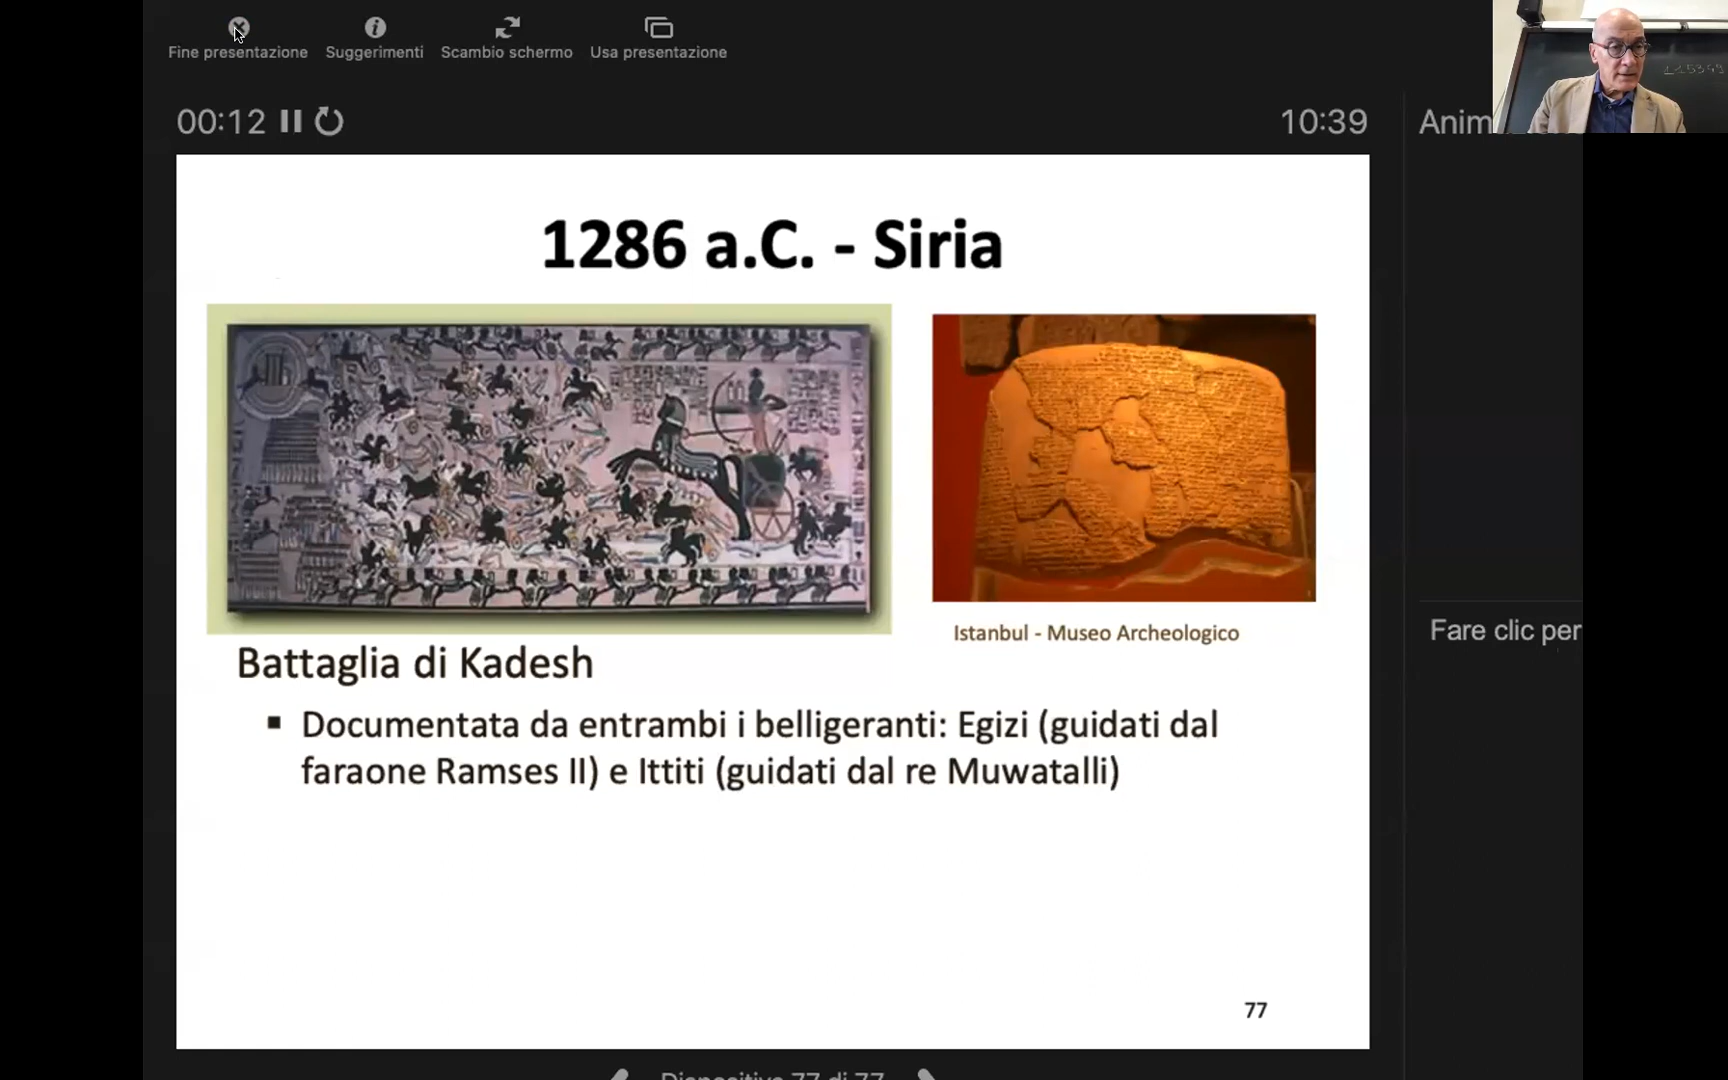 Fine presentazione
Suggerimenti
Scambio schermo
Usa presentazione
00:12
10:39
Anim
1286 a.C. - Siria
Istanbul - Museo Archeologico
Battaglia di Kadesh
▪ Documentata da entrambi i belligeranti: Egizi (guidati dal
faraone Ramses II) e Ittiti (guidati dal re Muwatalli)
77
Fare clic per
Diapositiva 77 di 77